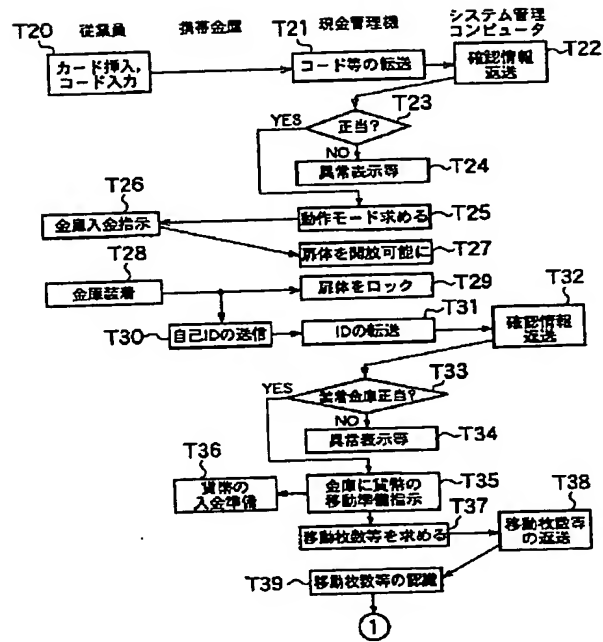 従業員
携帯金庫
現金管理機
システム管理
コンピュータ
T20
カード挿入,
コード入力
T21
コード等の転送
T22
確認情報
返送
T23
正当?
YES
NO
異常表示等
T24
動作モード求める
T25
T26
金庫入金指示
扉体を開放可能に
T27
T28
金庫装着
扉体をロック
T29
T30
自己IDの送信
T31
IDの転送
T32
確認情報
返送
T33
装着金庫正当?
YES
NO
異常表示等
T34
T35
金庫に貨幣の
移動準備指示
T36
貨幣の
入金準備
T37
移動枚数等を求める
T38
移動枚数等
の返送
T39
移動枚数等の認識
1